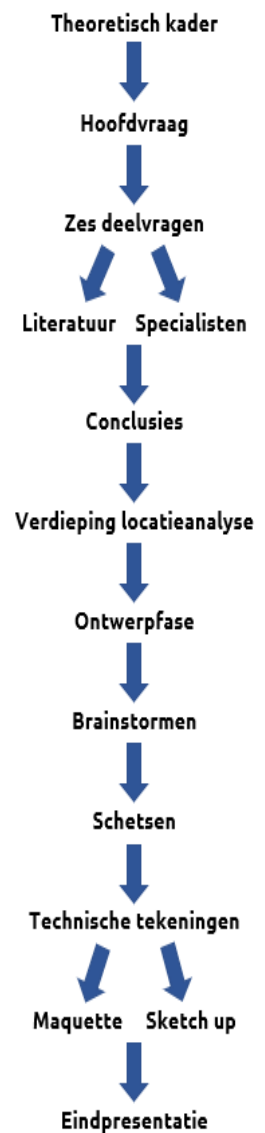 Theoretisch kader
Hoofdvraag
Zes deelvragen
Literatuur Specialisten
Conclusies
Verdieping locatieanalyse
Ontwerpfase
Brainstormen
Schetsen
Technische tekeningen
Maquette Sketch up
Eindpresentatie